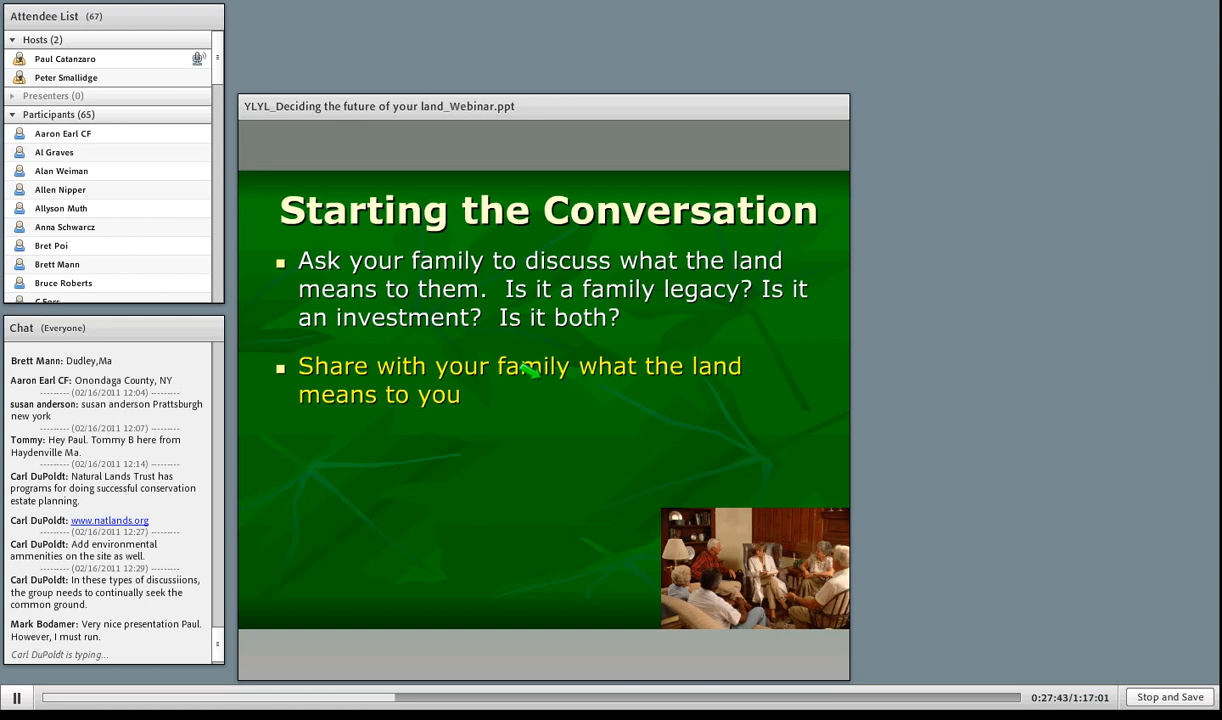 Attendee List (67)
Hosts (2)
Paul Catanzaro
Peter Smallidge
Presenters (0)
Participants (65)
Aaron Earl CF
Al Graves
Alan Weiman
Allen Nipper
Allyson Muth
Anna Schwarcz
Bret Poi
Brett Mann
Bruce Roberts
Chat (Everyone)
Brett Mann: Dudley,Ma
Aaron Earl CF: Onondaga County, NY
--------- (02/16/2011 12:04) ---------
susan anderson: susan anderson Prattsburgh
new york
--------- (02/16/2011 12:07) ---------
Tommy: Hey Paul. Tommy B here from
Haydenville Ma.
--------- (02/16/2011 12:14) ---------
Carl DuPoldt: Natural Lands Trust has
programs for doing successful conservation
estate planning.
Carl DuPoldt: www.natlands.org
--------- (02/16/2011 12:27) ---------
Carl DuPoldt: Add environmental
ammenities on the site as well.
--------- (02/16/2011 12:29) ---------
Carl DuPoldt: In these types of discussiions,
the group needs to continually seek the
common ground.
Mark Bodamer: Very nice presentation Paul.
However, I must run.
Carl DuPoldt is typing...
YLYL_Deciding the future of your land_Webinar.ppt
Starting the Conversation
Ask your family to discuss what the land
means to them. Is it a family legacy? Is it
an investment? Is it both?
Share with your family what the land
means to you
0:27:43/1:17:01
Stop and Save